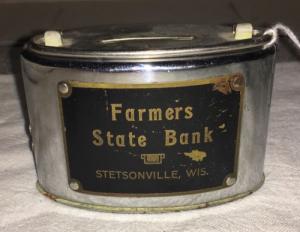 Farmers
State Bank
STETSONVILLE, WIS.